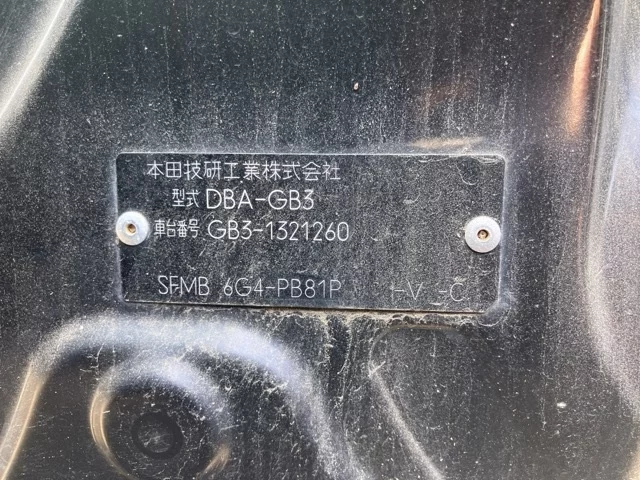 本田技研工業株式会社
型式 DBA-GB3
車台番号 GB3-1321260
SFMB 6G4-PB81P -V -C